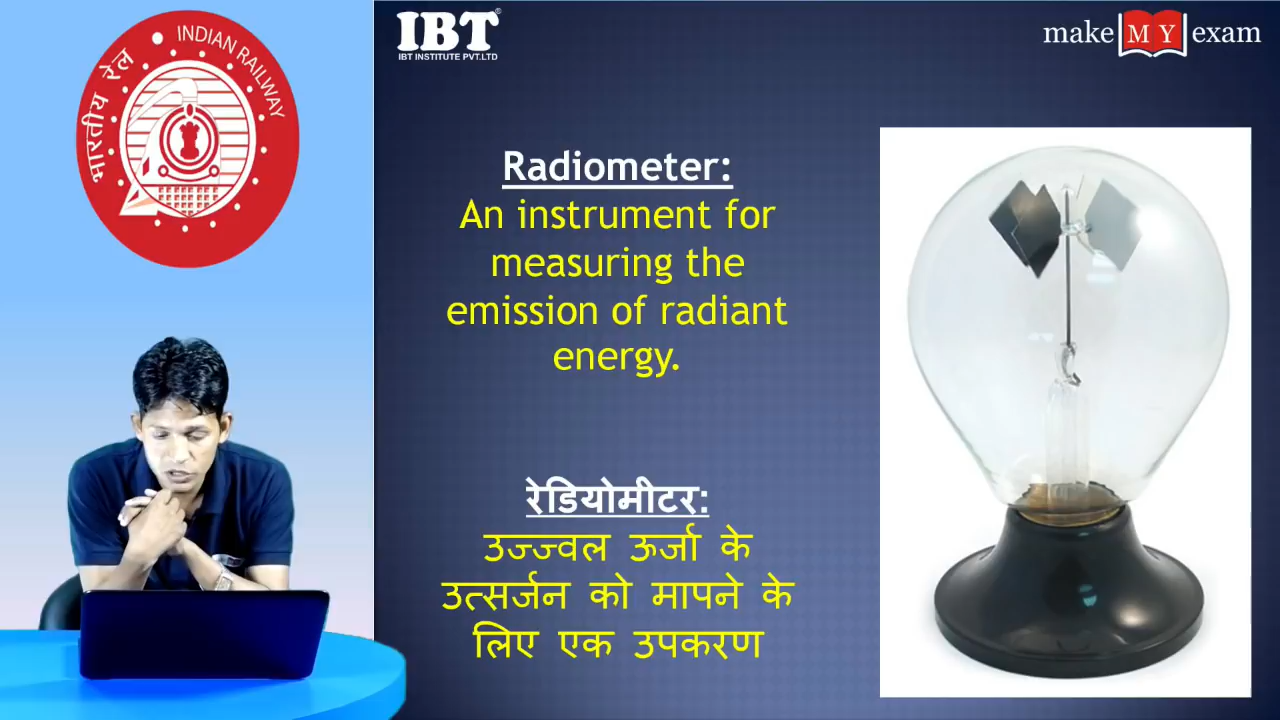 भारतीय रेल
INDIAN RAILWAY
IBT®
IBT INSTITUTE PVT.LTD
make MY exam
Radiometer:
An instrument for
measuring the
emission of radiant
energy.
रेडियोमीटर:
उज्ज्वल ऊर्जा के
उत्सर्जन को मापने के
लिए एक उपकरण